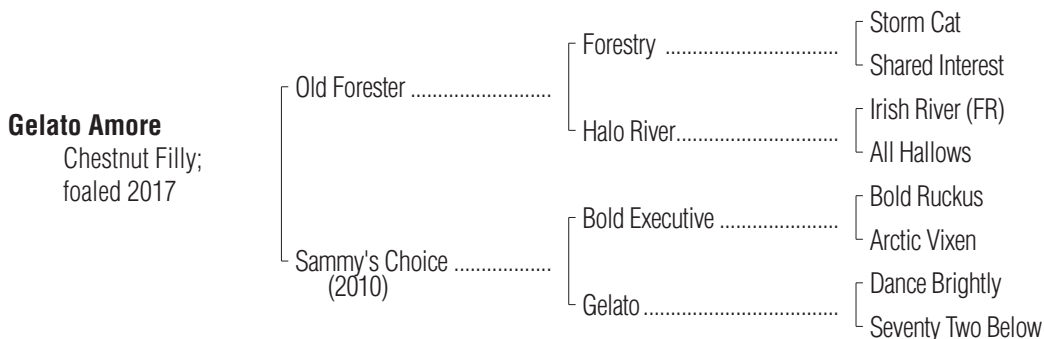 Storm Cat
Forestry ..................................
Shared Interest
Old Forester ...........................
Irish River (FR)
Halo River................................
All Hallows
Gelato Amore
Chestnut Filly;
foaled 2017
Bold Ruckus
Bold Executive .......................
Arctic Vixen
Sammy's Choice ...................
(2010)
Dance Brightly
Gelato......................................
Seventy Two Below